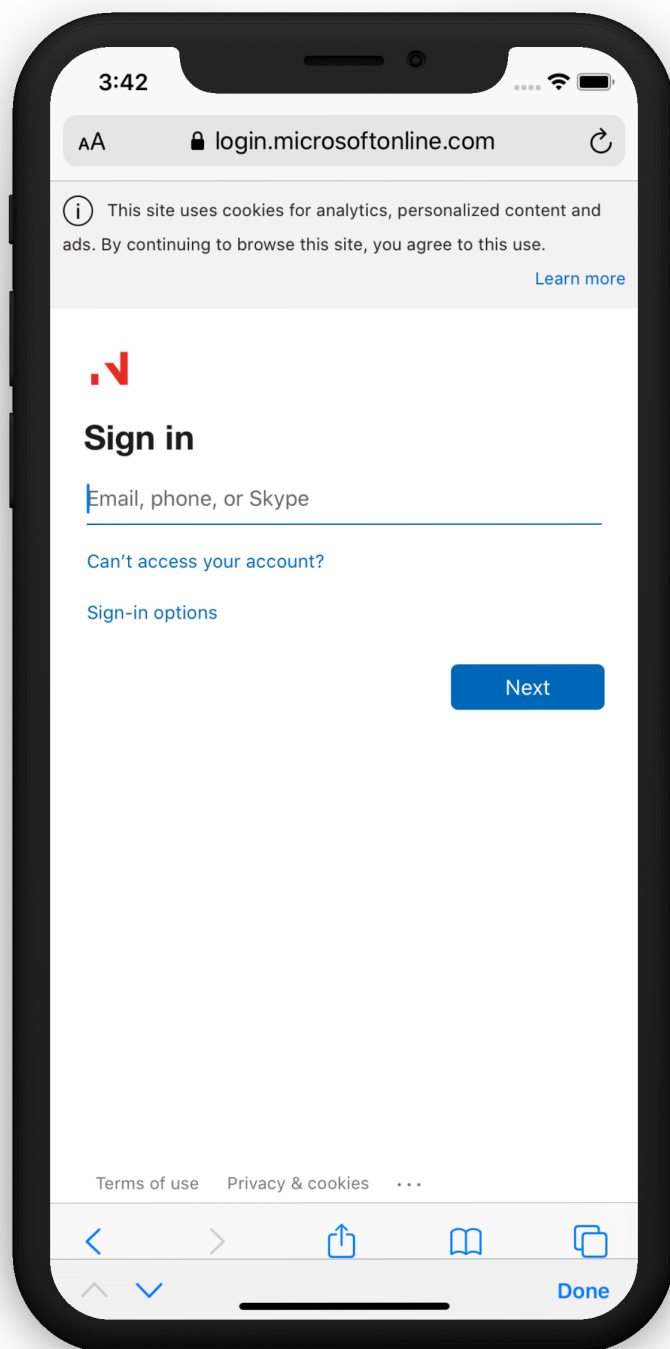 3:42
AA login.microsoftonline.com
This site uses cookies for analytics, personalized content and
ads. By continuing to browse this site, you agree to this use.
Learn more
Sign in
Email, phone, or Skype
Can't access your account?
Sign-in options
Next
Terms of use Privacy & cookies ...
Done